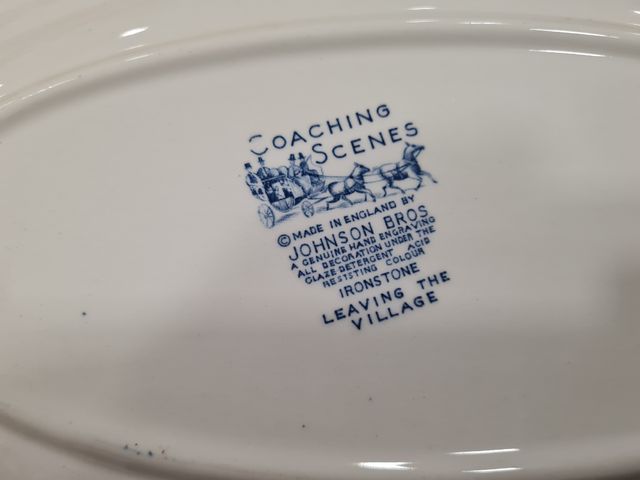 COACHING
SCENES
© MADE IN ENGLAND BY
JOHNSON BROS
A GENUINE HAND ENGRAVING
ALL DECORATION UNDER THE
GLAZE DETERGENT ACID
RESISTING COLOUR
IRONSTONE
LEAVING THE
VILLAGE